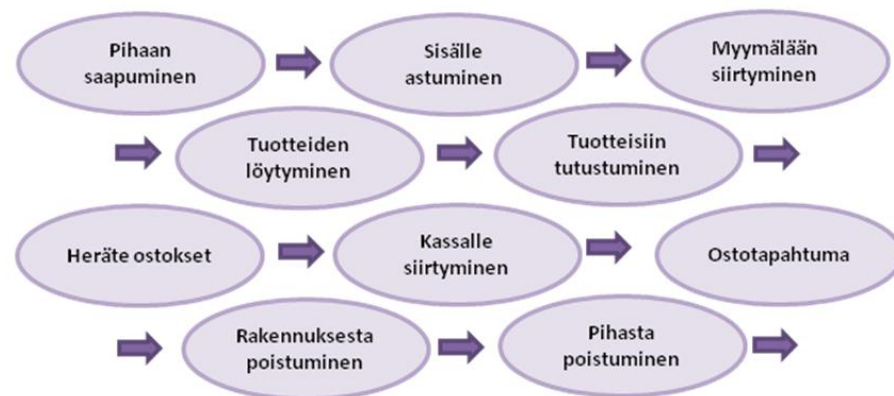 Pihaan
saapuminen
Sisälle
astuminen
Myymälään
siirtyminen
Tuotteiden
löytyminen
Tuotteisiin
tutustuminen
Heräte ostokset
Kassalle
siirtyminen
Ostotapahtuma
Rakennuksesta
poistuminen
Pihasta
poistuminen